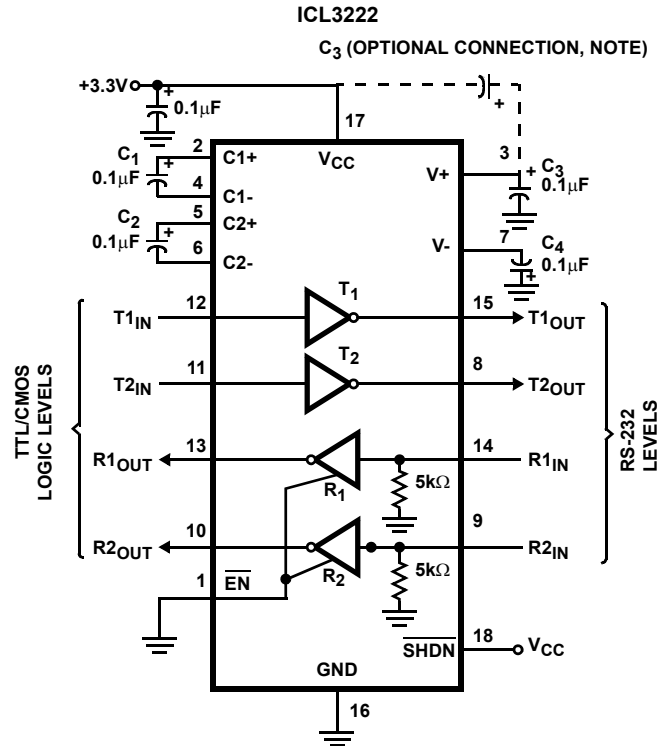 ICL3222
C3 (OPTIONAL CONNECTION, NOTE)
+3.3V
+
0.1μF
17
+
2
C1+
VCC
3
V+
+
C3
0.1μF
C1
0.1μF
+
4
C1-
C2
0.1μF
+
5
C2+
6
C2-
7
V-
C4
0.1μF
+
T1IN
12
T1
15
T1OUT
T2IN
11
T2
8
T2OUT
TTL/CMOS
LOGIC LEVELS
RS-232
LEVELS
R1OUT
13
R1
14
R1IN
5kΩ
R2OUT
10
R2
9
R2IN
5kΩ
1
EN
SHDN
18
VCC
GND
16